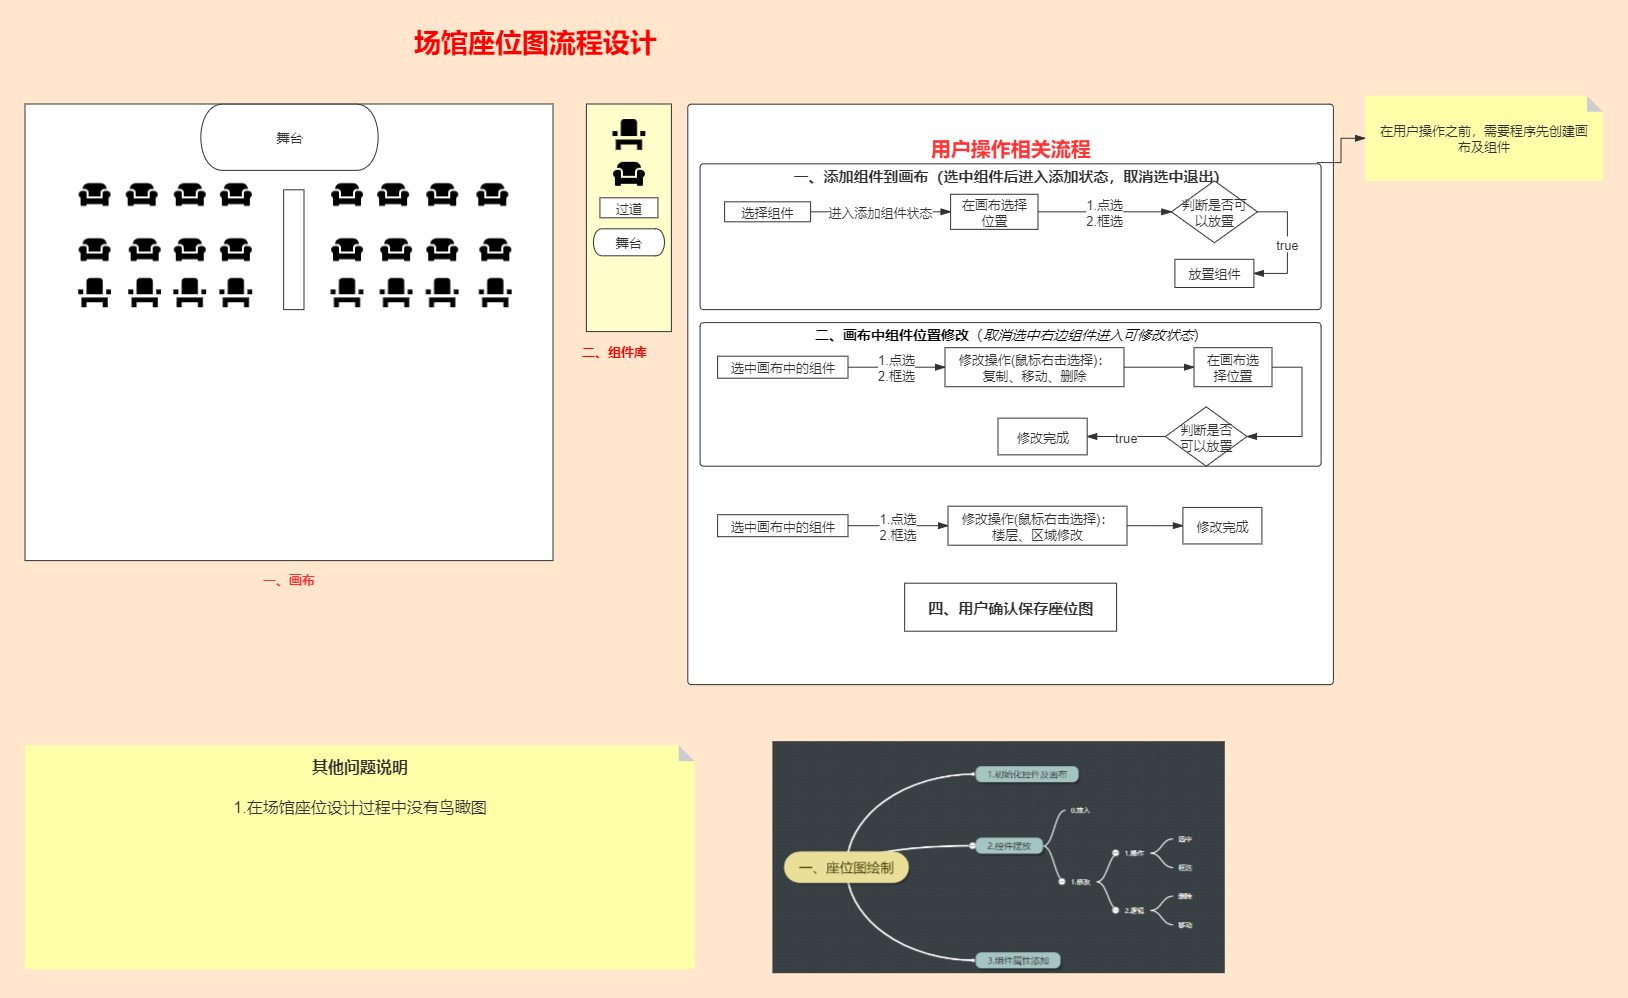 场馆座位图流程设计
舞台
一、画布
过道
舞台
二、组件库
用户操作相关流程
一、添加组件到画布（选中组件后进入添加状态，取消选中退出）
选择组件
进入添加组件状态
在画布选择
位置
1.点选
2.框选
判断是否可
以放置
true
放置组件
二、画布中组件位置修改（取消选中右边组件进入可修改状态）
选中画布中的组件
1.点选
2.框选
修改操作(鼠标右击选择)：
复制、移动、删除
在画布选
择位置
判断是否
可以放置
true
修改完成
选中画布中的组件
1.点选
2.框选
修改操作(鼠标右击选择)：
楼层、区域修改
修改完成
四、用户确认保存座位图
在用户操作之前，需要程序先创建画
布及组件
其他问题说明
1.在场馆座位设计过程中没有鸟瞰图
一、座位图绘制
1.初始化控件及画布
2.控件摆放
0.放入
1.修改
1.操作
选中
框选
2.逻辑
删除
移动
3.组件属性添加